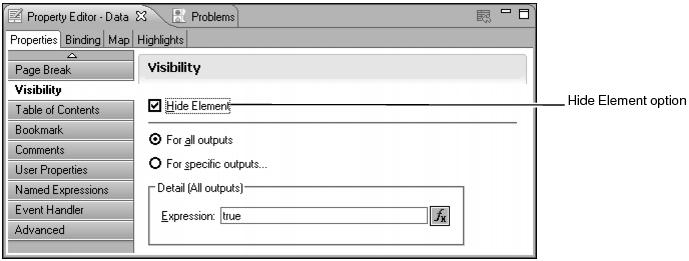 Property Editor - Data
Problems
Properties Binding Map Highlights
Page Break
Visibility
Table of Contents
Bookmark
Comments
User Properties
Named Expressions
Event Handler
Advanced
Visibility
Hide Element
For all outputs
For specific outputs...
Detail (All outputs)
Expression: true fx
Hide Element option